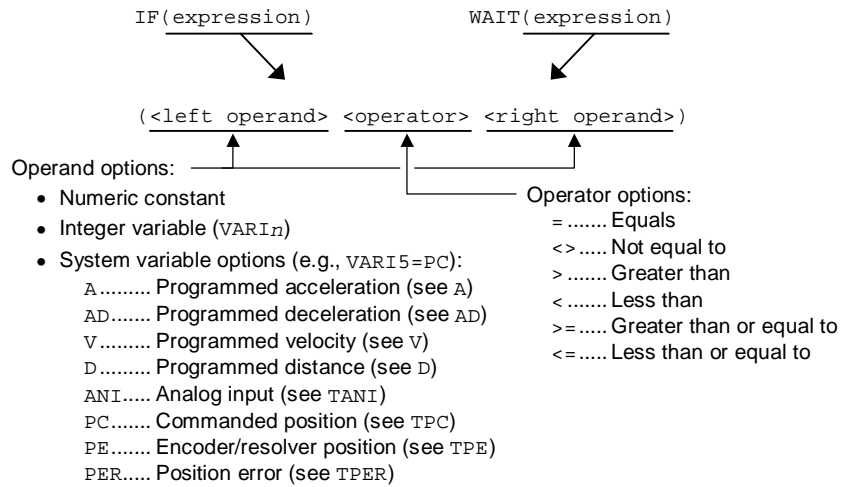 IF(expression) WAIT(expression)
(<left operand> <operator> <right operand>)
Operand options:
• Numeric constant
• Integer variable (VARIn)
• System variable options (e.g., VARI5=PC):
A......... Programmed acceleration (see A)
AD....... Programmed deceleration (see AD)
V......... Programmed velocity (see V)
D......... Programmed distance (see D)
ANI..... Analog input (see TANI)
PC....... Commanded position (see TPC)
PE....... Encoder/resolver position (see TPE)
PER..... Position error (see TPER)
Operator options:
= ....... Equals
<> ..... Not equal to
> ....... Greater than
< ....... Less than
>= ..... Greater than or equal to
<= ..... Less than or equal to